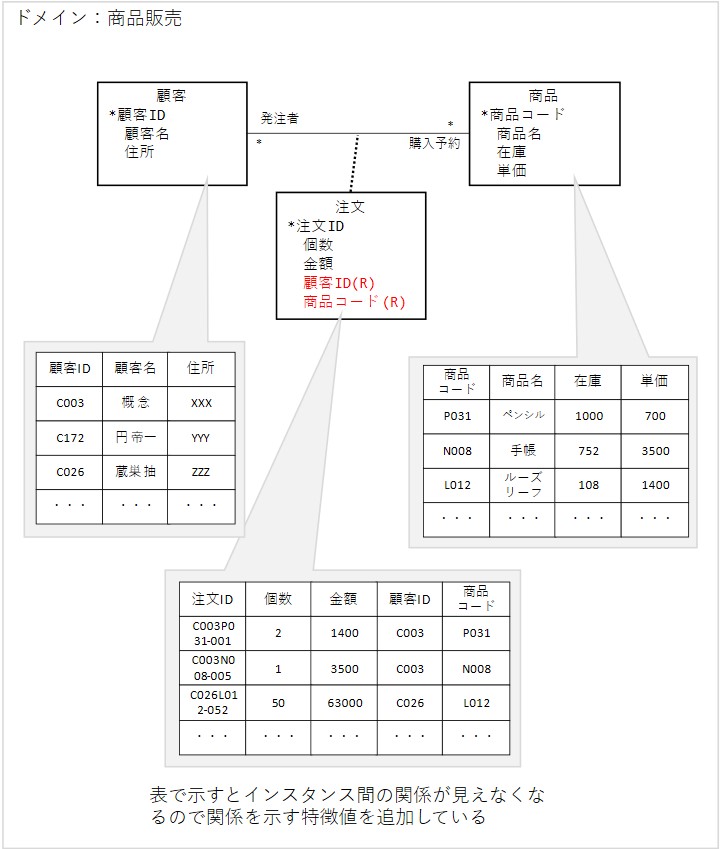 ドメイン：商品販売
顧客
*顧客ID
顧客名
住所
発注者
*
*
購入予約
商品
*商品コード
商品名
在庫
単価
注文
*注文ID
個数
金額
顧客ID(R)
商品コード(R)
顧客ID 顧客名 住所
C003 概念 XXX
C172 円帝一 YYY
C026 蔵巣抽 ZZZ
・・・ ・・・ ・・・
商品
コード 商品名 在庫 単価
P031 ペンシル 1000 700
N008 手帳 752 3500
L012 ルーズ
リーフ 108 1400
・・・ ・・・ ・・・ ・・・
注文ID 個数 金額 顧客ID 商品
コード
C003P0
31-001 2 1400 C003 P031
C003N0
08-005 1 3500 C003 N008
C026L01
2-052 50 63000 C026 L012
・・・ ・・・ ・・・ ・・・ ・・・
表で示すとインスタンス間の関係が見えなくな
るので関係を示す特徴値を追加している